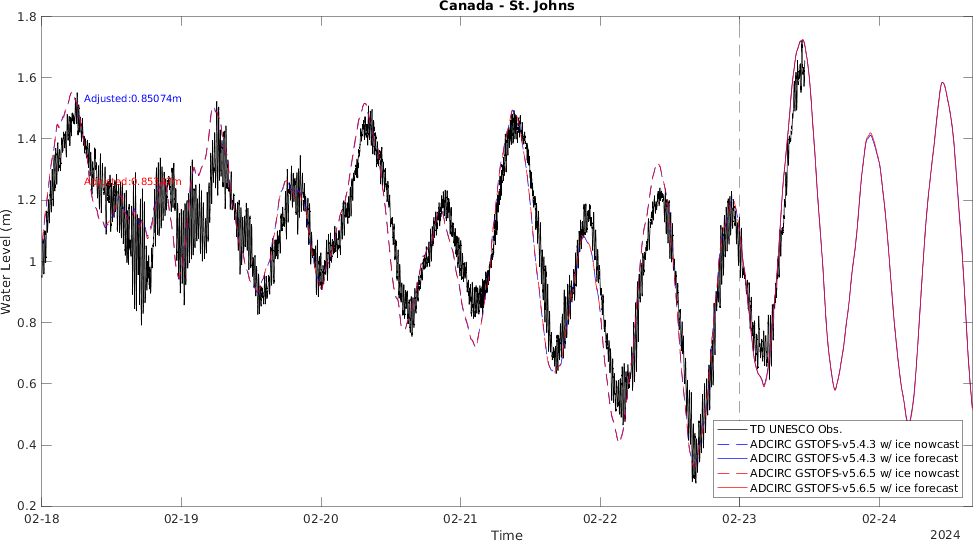 Canada - St. Johns
1.8
1.6
1.4
1.2
1
0.8
0.6
0.4
0.2
Water Level (m)
Adjusted:0.85074m
TD UNESCO Obs.
ADCIRC GSTOFS-v5.4.3 w/ ice nowcast
ADCIRC GSTOFS-v5.4.3 w/ ice forecast
ADCIRC GSTOFS-v5.6.5 w/ ice nowcast
ADCIRC GSTOFS-v5.6.5 w/ ice forecast
02-18 02-19 02-20 02-21 02-22 02-23 02-24
Time
2024